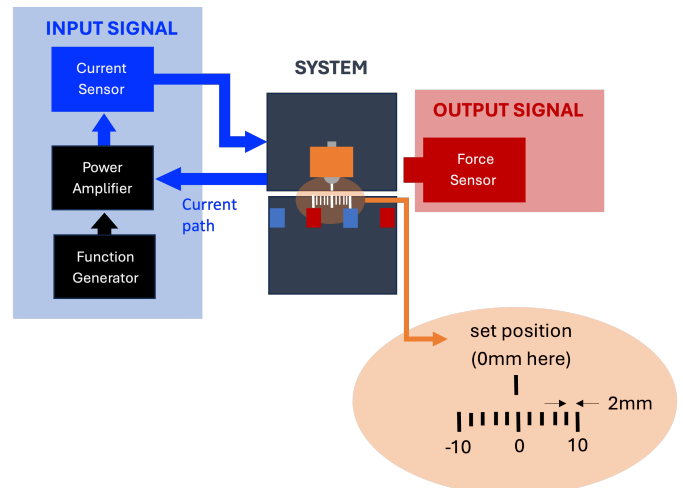 INPUT SIGNAL
Current
Sensor
Power
Amplifier
Function
Generator
Current
path
SYSTEM
OUTPUT SIGNAL
Force
Sensor
set position
(0mm here)
2mm
-10 0 10